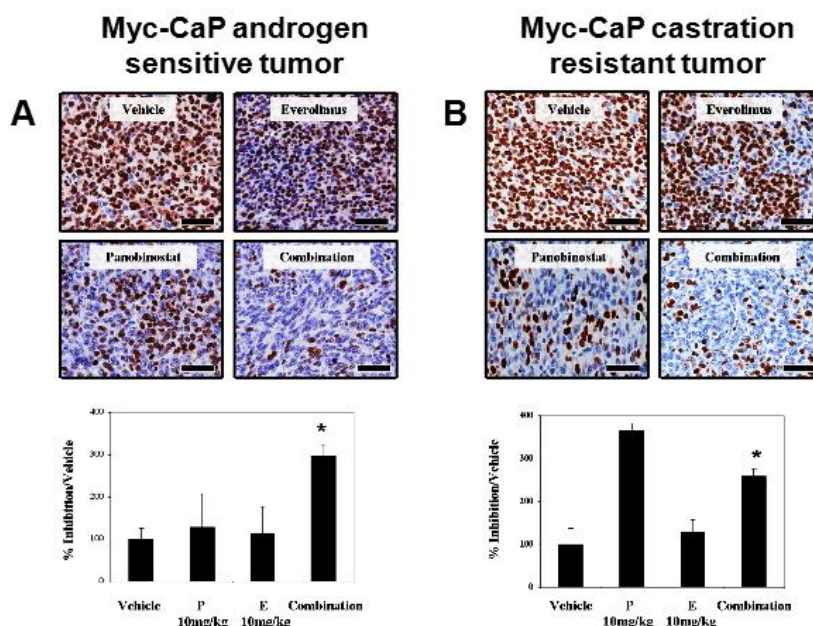 Myc-CaP androgen
sensitive tumor
A
Vehicle
Everolimus
Panobinostat
Combination
% Inhibition/Vehicle
400
300
200
100
0
*
Vehicle
P
10mg/kg
E
10mg/kg
Combination
Myc-CaP castration
resistant tumor
B
Vehicle
Everolimus
Panobinostat
Combination
% Inhibition/Vehicle
400
300
200
100
0
*
Vehicle
P
10mg/kg
E
10mg/kg
Combination